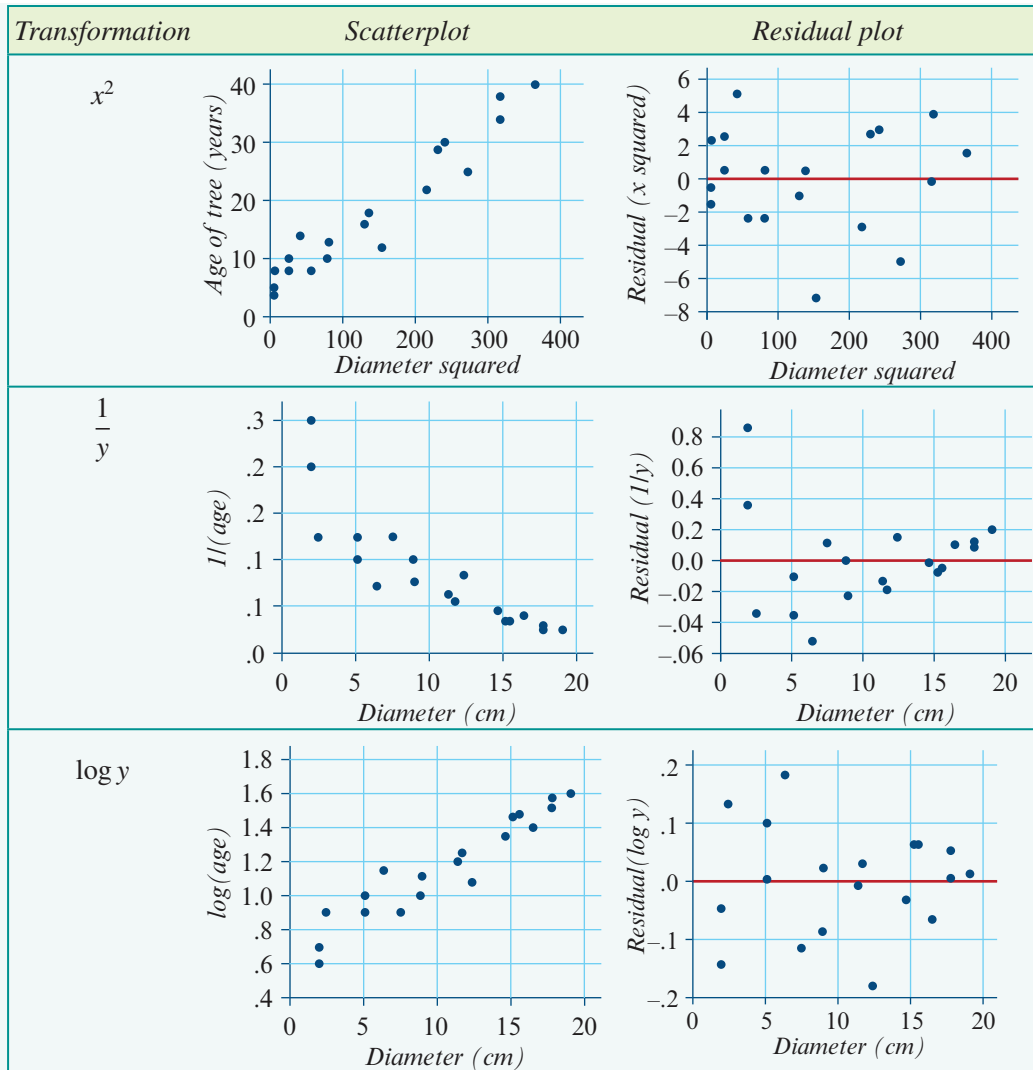 Transformation Scatterplot Residual plot
x²
Age of tree (years)
40
30
20
10
0
0 100 200 300 400
Diameter squared
Residual (x squared)
6
4
2
0
–2
–4
–6
–8
0 100 200 300 400
Diameter squared
1
y
1/(age)
.3
.2
.2
.1
.1
.0
0 5 10 15 20
Diameter (cm)
Residual (1/y)
0.8
0.6
0.4
0.2
0.0
–.02
–.04
–.06
0 5 10 15 20
Diameter (cm)
log y
log(age)
1.8
1.6
1.4
1.2
1.0
.8
.6
.4
0 5 10 15 20
Diameter (cm)
Residual(log y)
.2
.1
.0
–.1
–.2
0 5 10 15 20
Diameter (cm)